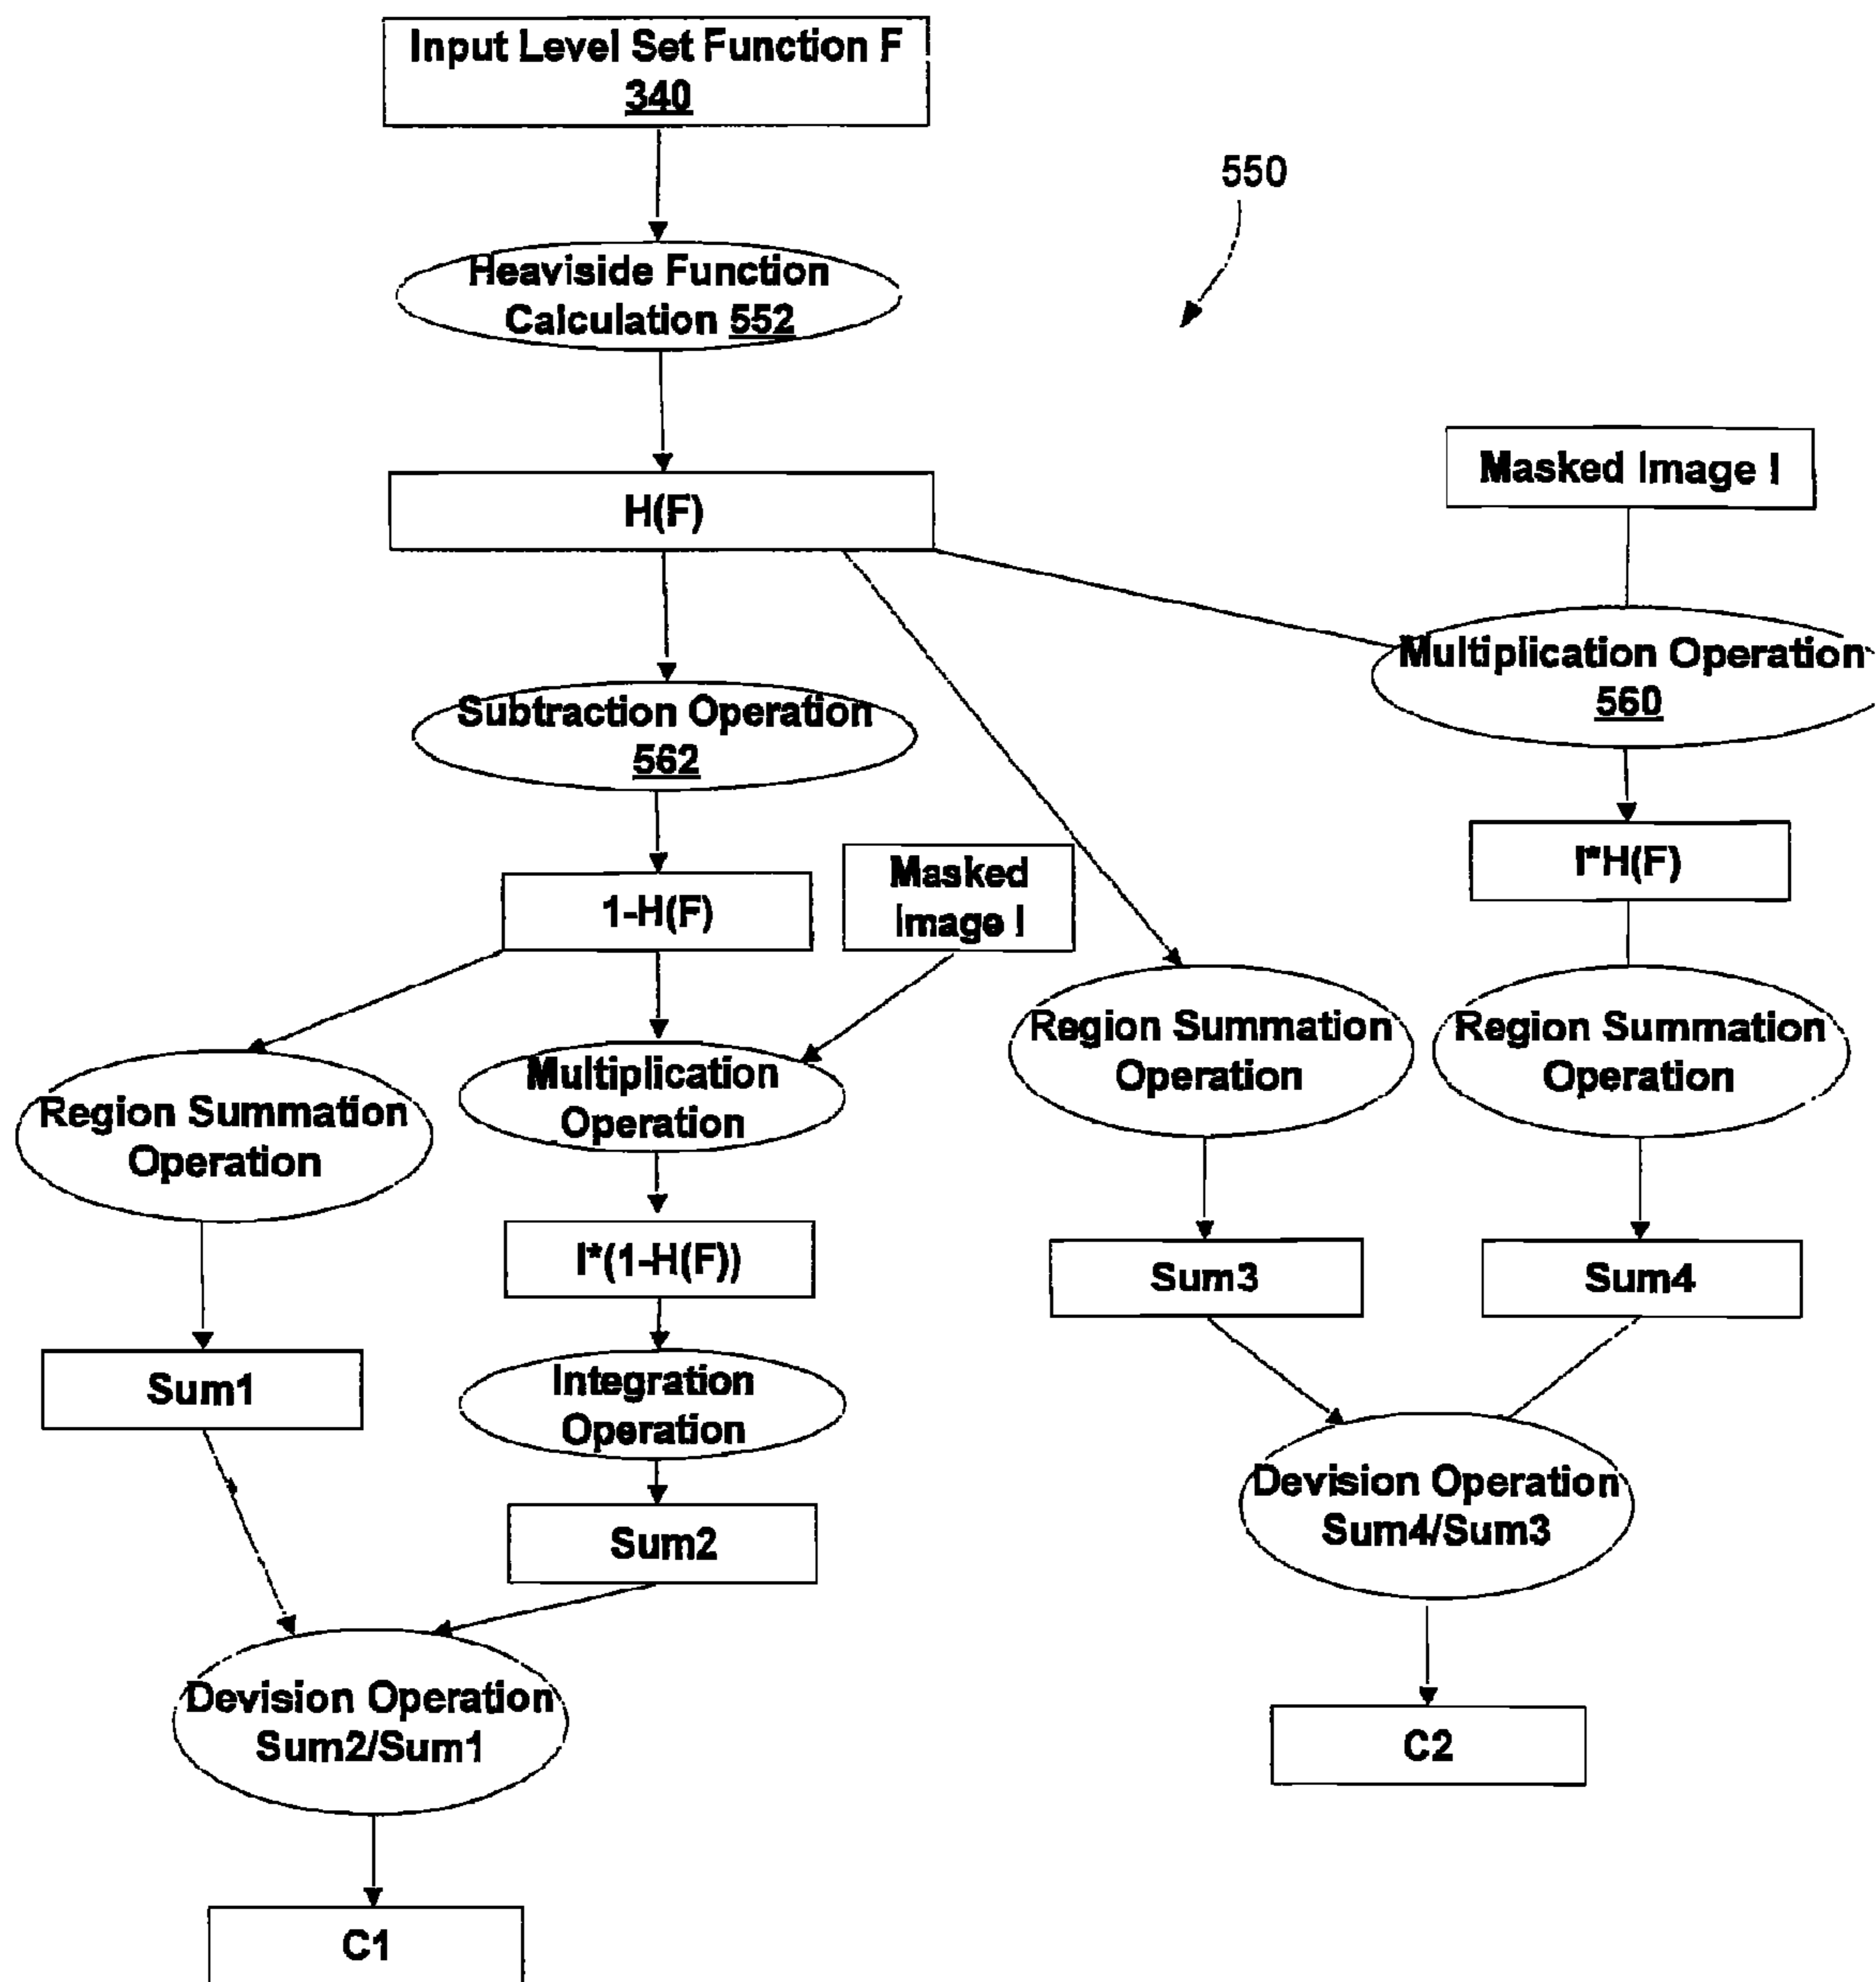 Input Level Set Function F
340
550
Heaviside Function
Calculation 552
Masked Image I
H(F)
Multiplication Operation
560
Subtraction Operation
562
I*H(F)
Masked
Image I
1-H(F)
Region Summation
Operation
Region Summation
Operation
Multiplication
Operation
Region Summation
Operation
I*(1-H(F))
Sum3
Sum4
Sum1
Integration
Operation
Devision Operation
Sum4/Sum3
Sum2
Devision Operation
Sum2/Sum1
C2
C1